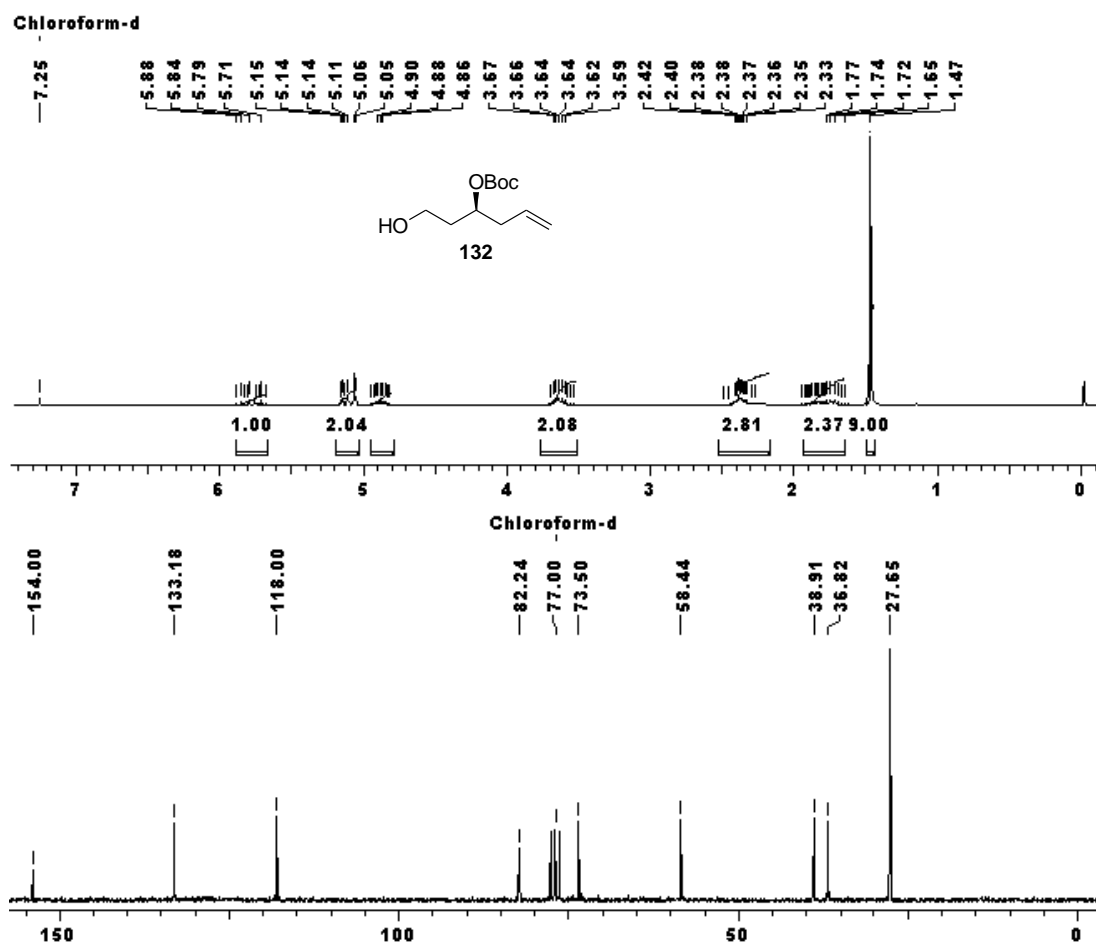 Chloroform-d
7.25 5.88 5.84 5.79 5.71 5.15 5.14 5.14 5.11 5.06 5.05 4.90 4.88 4.86 3.67 3.66 3.64 3.64 3.62 3.59 2.42 2.40 2.38 2.38 2.37 2.36 2.35 2.33 1.77 1.74 1.72 1.65 1.47
OBoc
HO
132
1.00 2.04 2.08 2.81 2.37 9.00
7 6 5 4 3 2 1 0
Chloroform-d
154.00 133.18 118.00 82.24 77.00 73.50 58.44 38.91 36.82 27.65
150 100 50 0